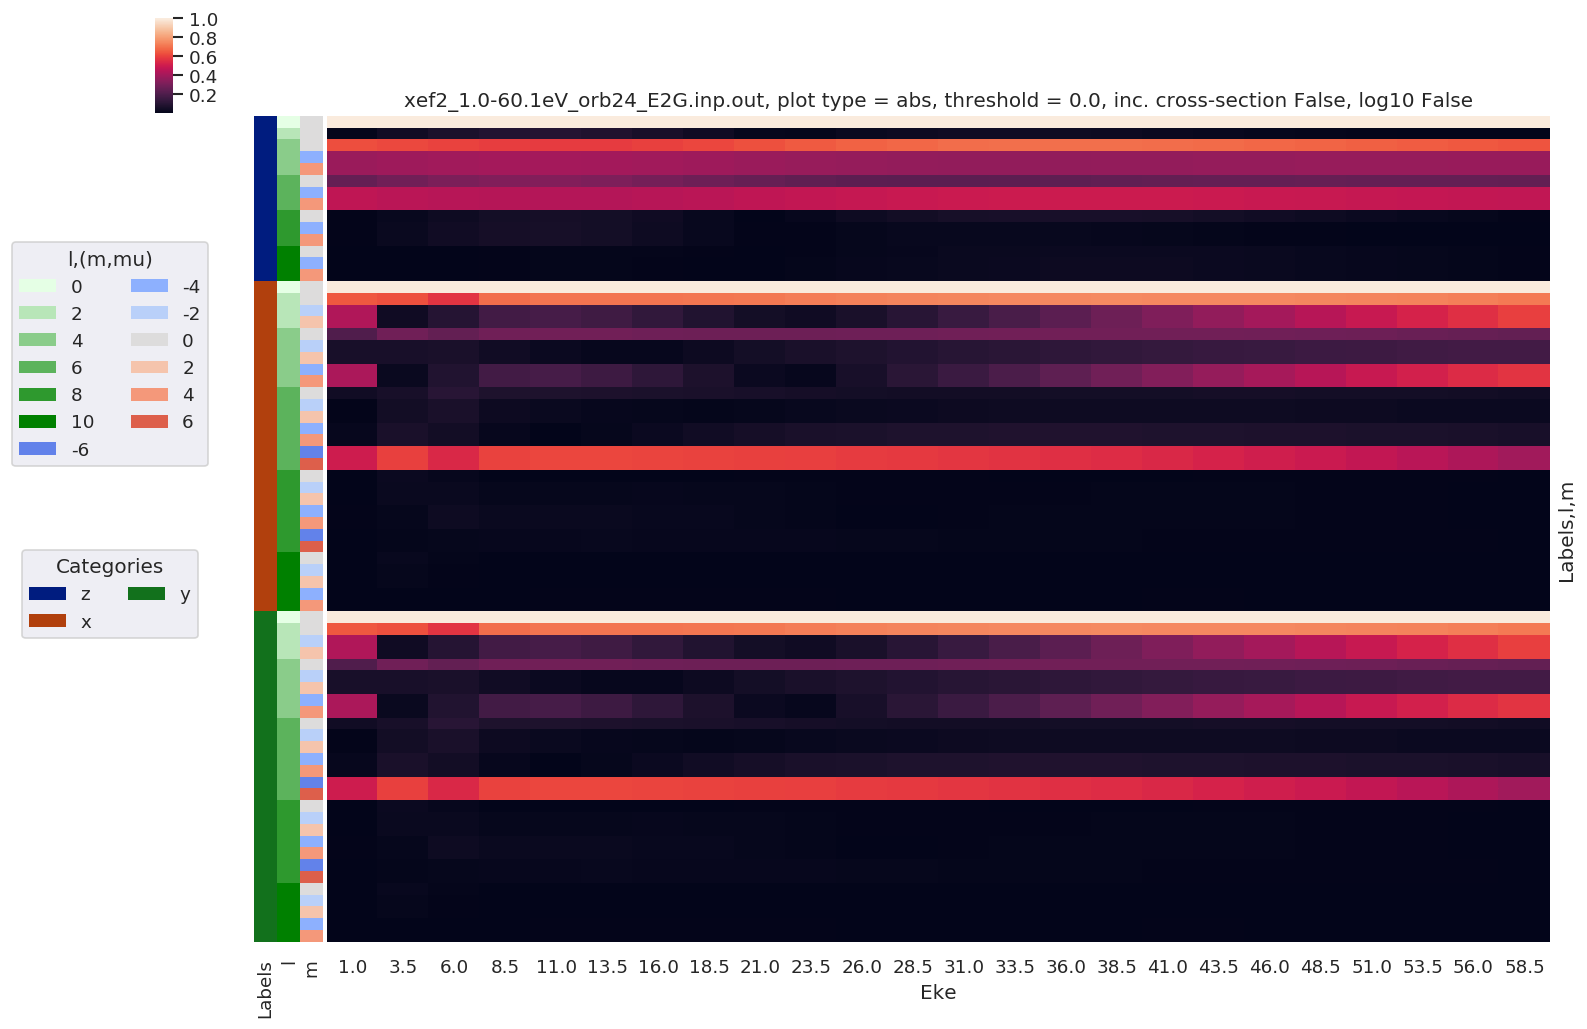 1.0
0.8
0.6
0.4
0.2
xef2_1.0-60.1eV_orb24_E2G.inp.out, plot type = abs, threshold = 0.0, inc. cross-section False, log10 False
l,(m,mu)
0 -4
2 -2
4 0
6 2
8 4
10 6
-6
Categories
z y
x
Labels,l,m
Labels l m
1.0 3.5 6.0 8.5 11.0 13.5 16.0 18.5 21.0 23.5 26.0 28.5 31.0 33.5 36.0 38.5 41.0 43.5 46.0 48.5 51.0 53.5 56.0 58.5
Eke